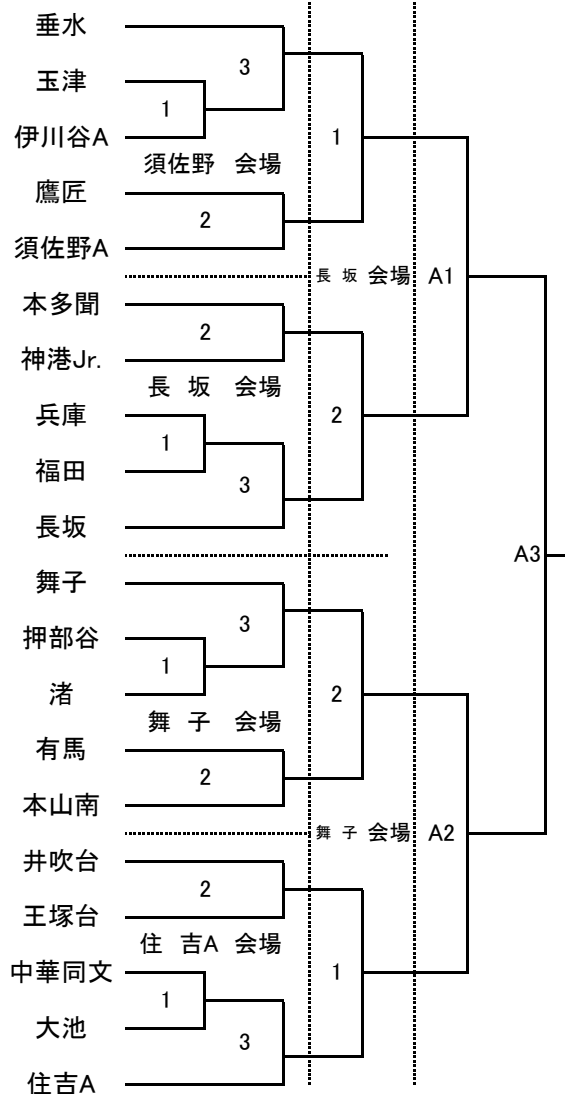 垂水
3
玉津
1
伊川谷A
1
須佐野 会場
鷹匠
2
須佐野A
長 坂 会場 A1
本多聞
2
神港Jr.
長 坂 会場
兵庫
2
1
福田
3
長坂
A3
舞子
3
押部谷
1
渚
2
舞 子 会場
有馬
2
本山南
舞 子 会場 A2
井吹台
2
王塚台
住 吉A 会場
中華同文
1
1
大池
3
住吉A